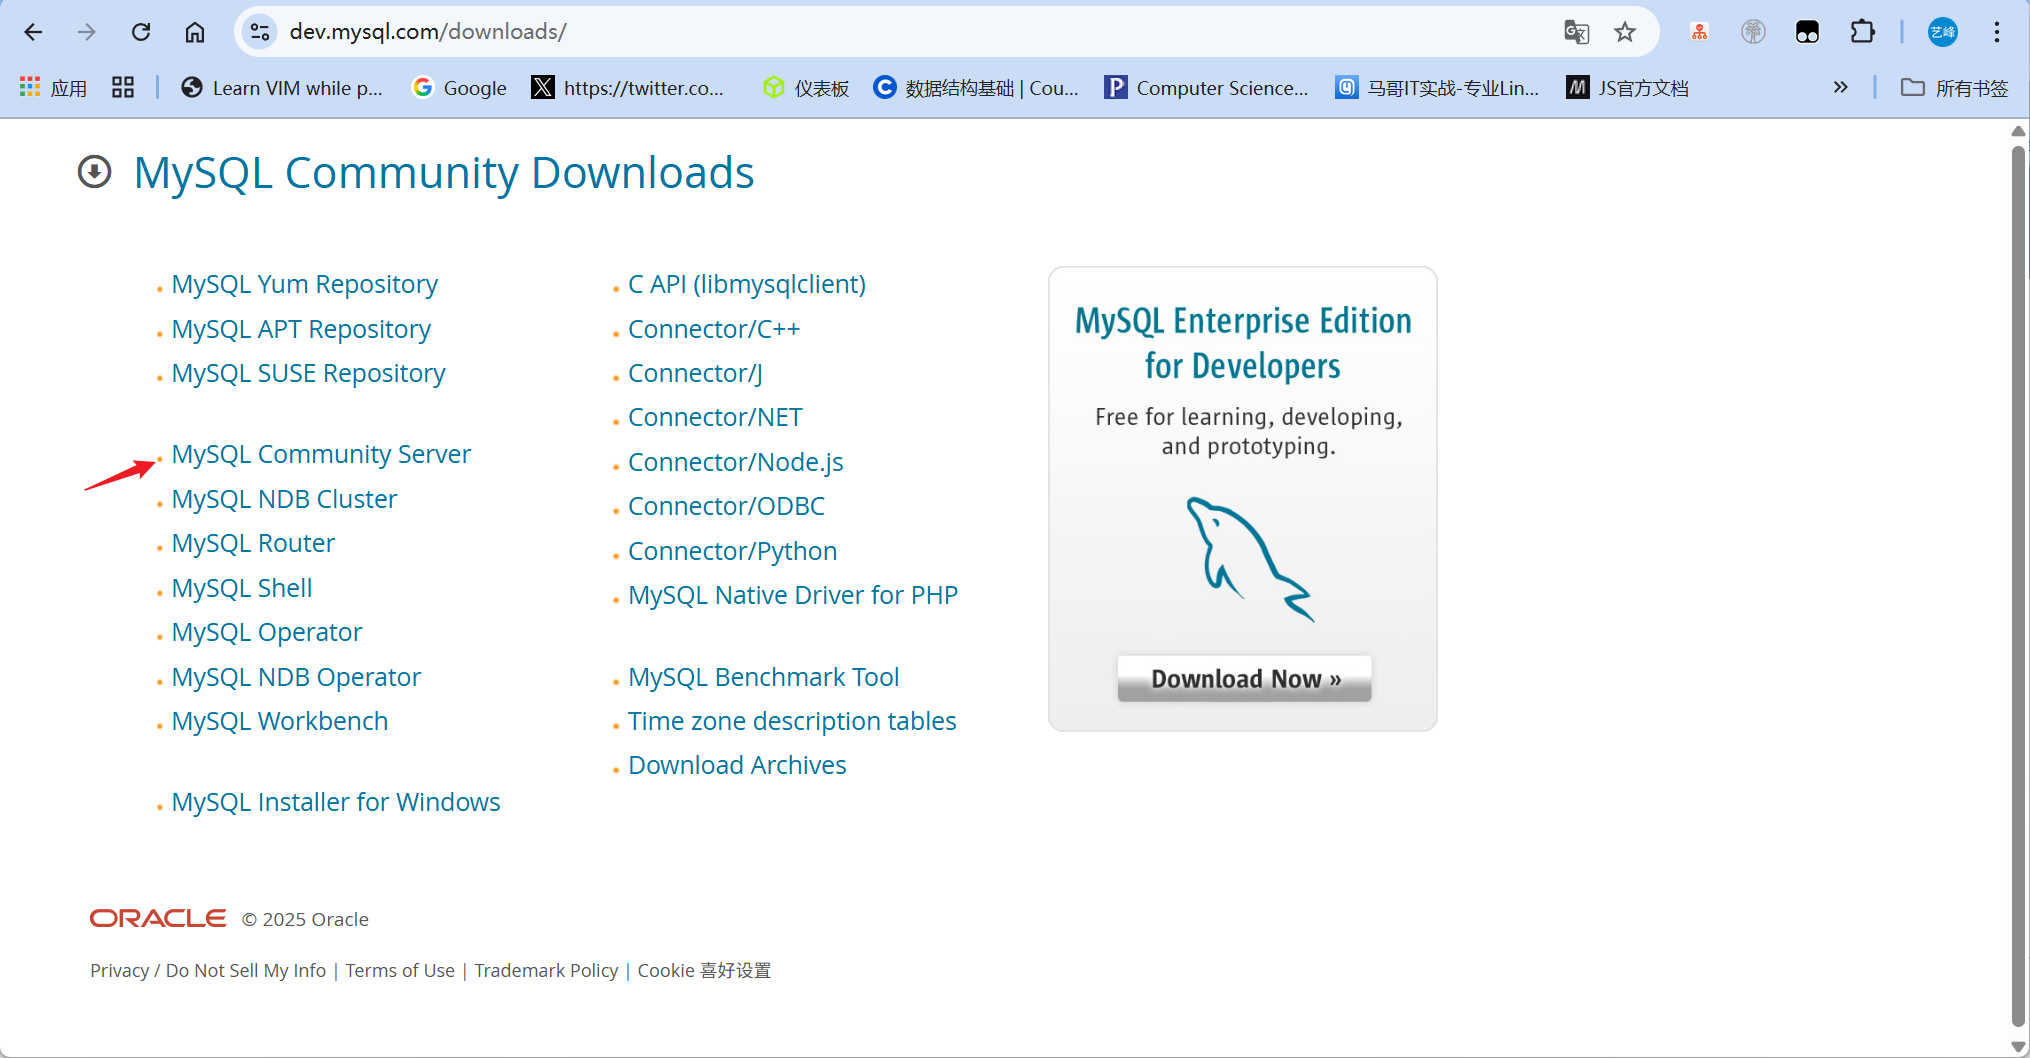 dev.mysql.com/downloads/
艺峰
应用
Learn VIM while p...
Google
https://twitter.co...
仪表板
数据结构基础 | Cou...
Computer Science...
马哥IT实战-专业Lin...
JS官方文档
»
所有书签
MySQL Community Downloads
MySQL Yum Repository
MySQL APT Repository
MySQL SUSE Repository
MySQL Community Server
MySQL NDB Cluster
MySQL Router
MySQL Shell
MySQL Operator
MySQL NDB Operator
MySQL Workbench
MySQL Installer for Windows
C API (libmysqlclient)
Connector/C++
Connector/J
Connector/NET
Connector/Node.js
Connector/ODBC
Connector/Python
MySQL Native Driver for PHP
MySQL Benchmark Tool
Time zone description tables
Download Archives
MySQL Enterprise Edition
for Developers
Free for learning, developing,
and prototyping.
Download Now »
ORACLE © 2025 Oracle
Privacy / Do Not Sell My Info | Terms of Use | Trademark Policy | Cookie 喜好设置